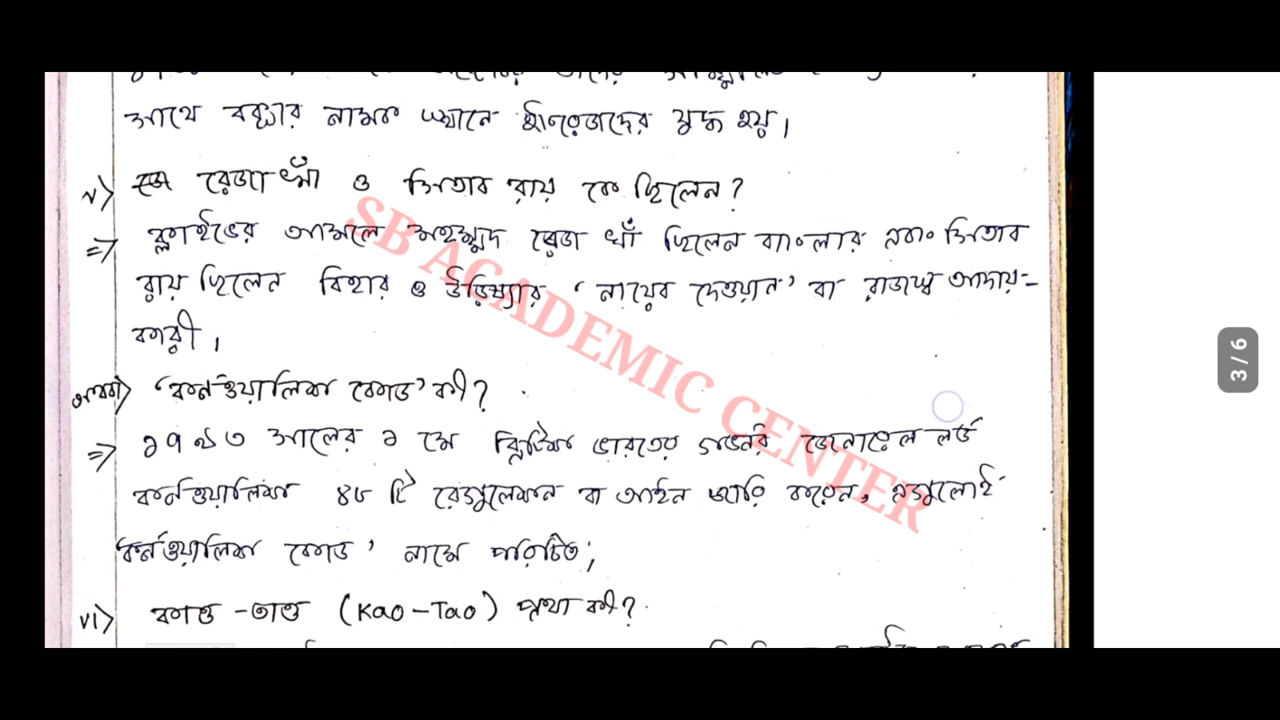 সাথে বক্সার নামক স্থানে ইংরেজদের যুদ্ধ হয়।
v) রেজা খাঁ ও সিতাব রায় কে ছিলেন?
⇒ ক্লাইভের আমলে মহম্মদ রেজা খাঁ ছিলেন বাংলার এবং সিতাব
রায় ছিলেন বিহার ও উড়িষ্যার 'নায়েব দেওয়ান' বা রাজস্ব আদায়-
কারী।
অথবা) 'কর্নওয়ালিশ কোড' কী?
⇒ ১৭৯৩ সালের ১ মে ব্রিটিশ ভারতের গভর্নর জেনারেল লর্ড
কর্নওয়ালিশ ৪৮ টি রেগুলেশন বা আইন জারি করেন, এগুলোই
'কর্নওয়ালিশ কোড' নামে পরিচিত;
vi) কাও -তাও (Kao-Tao) প্রথা কী?
SB ACADEMIC CENTER
3/6